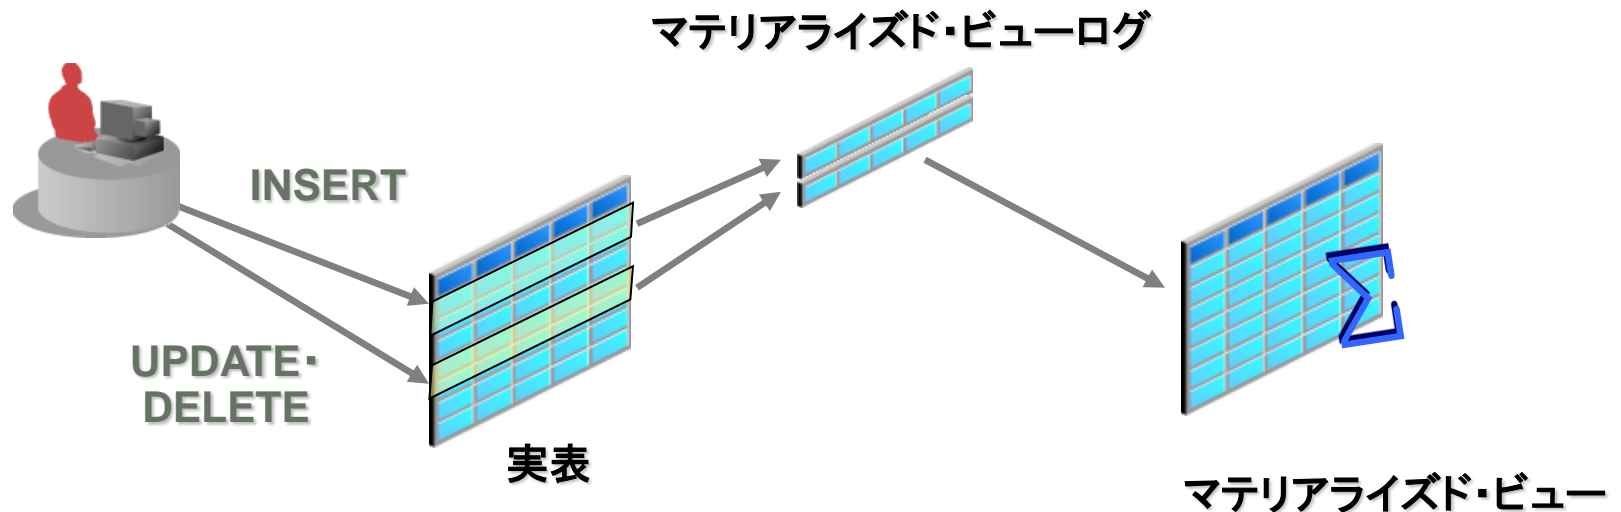 マテリアライズド・ビューログ
INSERT
UPDATE・
DELETE
実表
マテリアライズド・ビュー